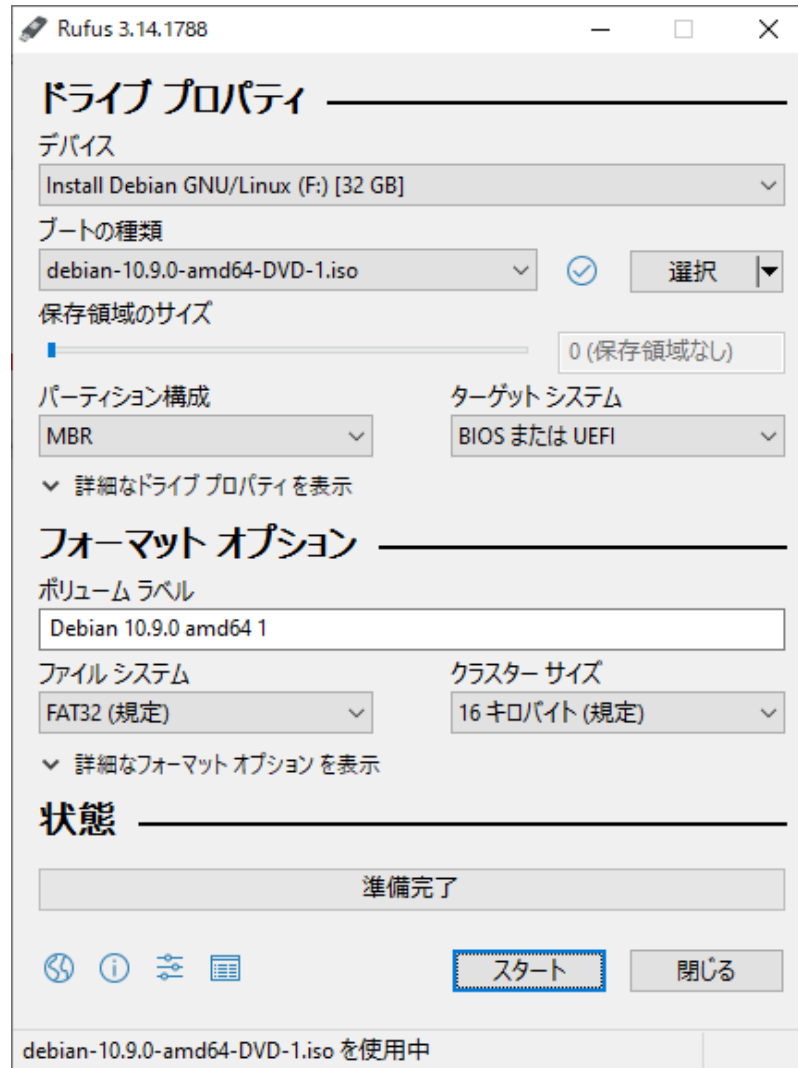 Rufus 3.14.1788
ドライブ プロパティ
デバイス
Install Debian GNU/Linux (F:) [32 GB]
ブートの種類
debian-10.9.0-amd64-DVD-1.iso
選択
保存領域のサイズ
0 (保存領域なし)
パーティション構成 ターゲット システム
MBR BIOS または UEFI
詳細なドライブ プロパティを表示
フォーマット オプション
ボリューム ラベル
Debian 10.9.0 amd64 1
ファイル システム クラスター サイズ
FAT32 (規定) 16 キロバイト (規定)
詳細なフォーマット オプション を表示
状態
準備完了
スタート 閉じる
debian-10.9.0-amd64-DVD-1.iso を使用中